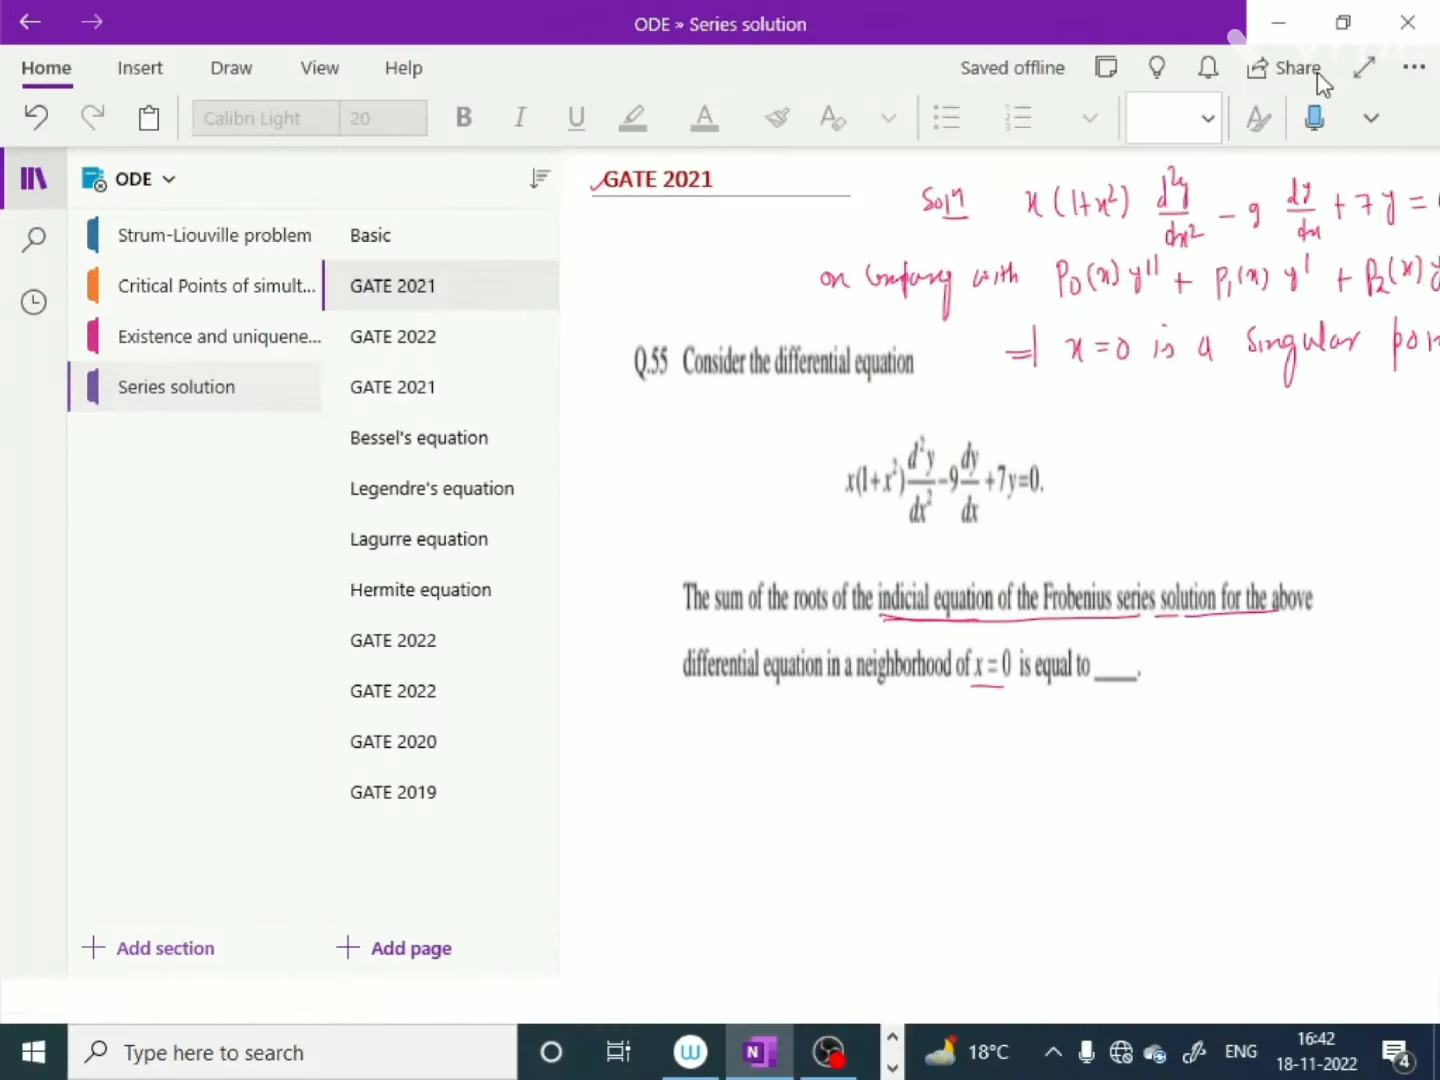 ODE » Series solution
Home Insert Draw View Help
Saved offline Share
Calibri Light 20 B I U A
ODE
Strum-Liouville problem
Critical Points of simult...
Existence and uniquene...
Series solution
Basic
GATE 2021
GATE 2022
GATE 2021
Bessel's equation
Legendre's equation
Lagurre equation
Hermite equation
GATE 2022
GATE 2022
GATE 2020
GATE 2019
Add section
Add page
GATE 2021
Solⁿ x(1+x²) d²y/dx² - 9 dy/dx + 7y =
on comparing with P₀(x) y'' + P₁(x) y' + P₂(x) y
⇒ x=0 is a singular
Q.55 Consider the differential equation
x(1+x²) d²y/dx² -9 dy/dx +7y=0.
The sum of the roots of the indicial equation of the Frobenius series solution for the above
differential equation in a neighborhood of x = 0 is equal to ____.
Type here to search
N
18°C
ENG
16:42
18-11-2022
4